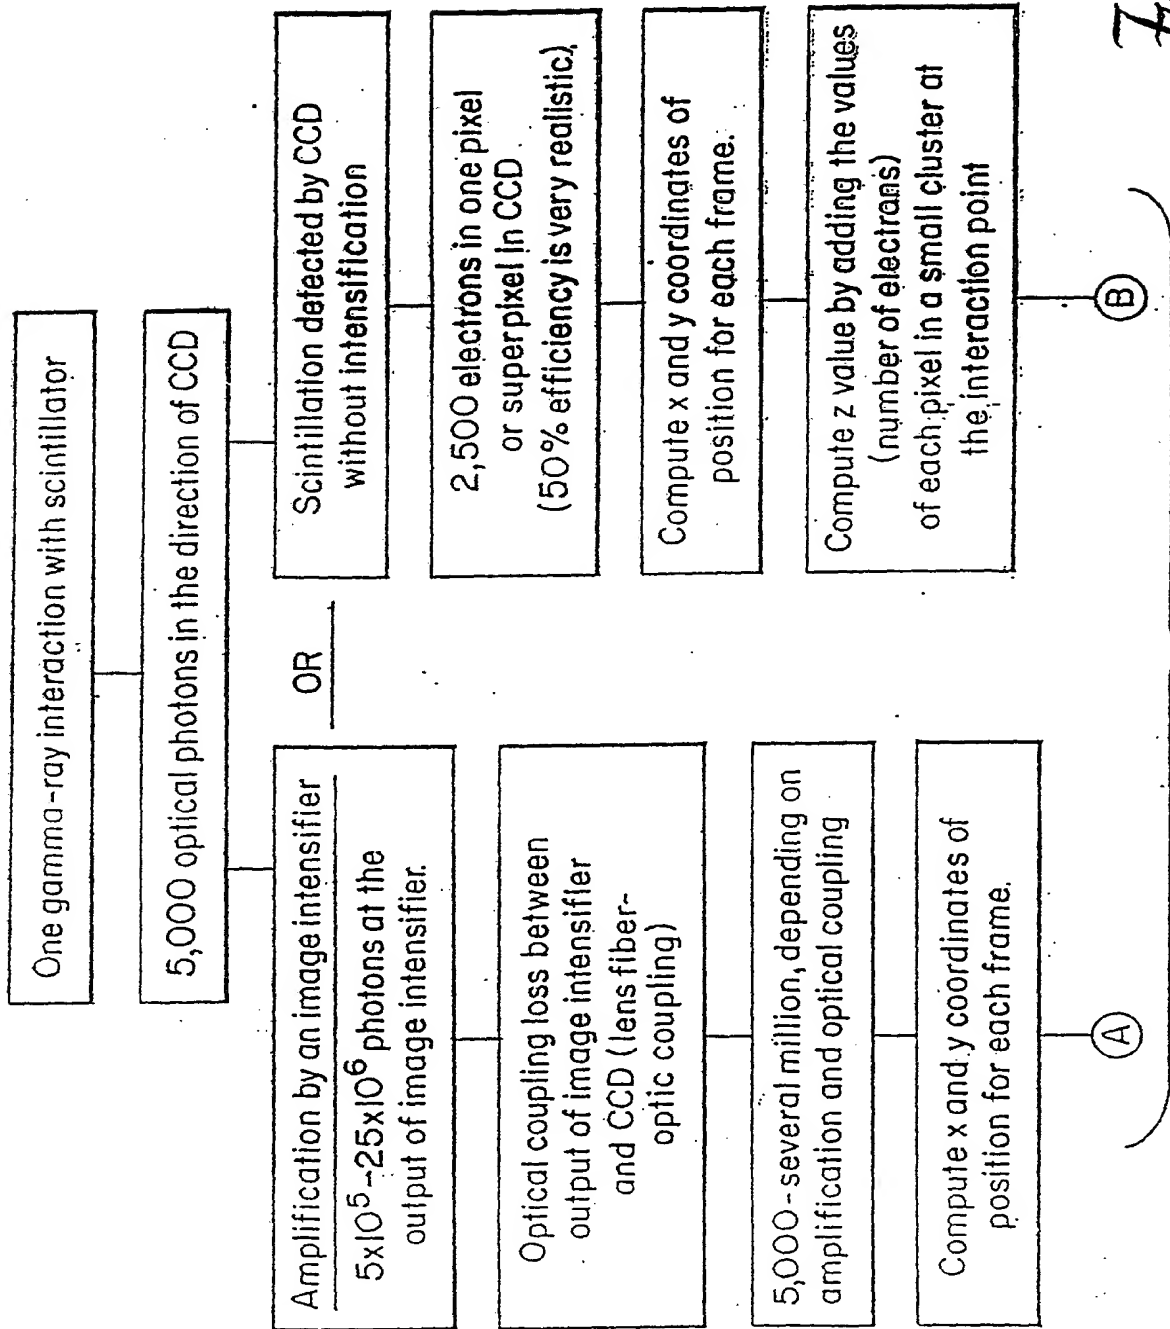 One gamma-ray interaction with scintillator
5,000 optical photons in the direction of CCD
Amplification by an image intensifier
5x10⁵-25x10⁶ photons at the
output of image intensifier.
Optical coupling loss between
output of image intensifier
and CCD (lens fiber-
optic coupling)
5,000-several million, depending on
amplification and optical coupling
Compute x and y coordinates of
position for each frame.
A
OR
Scintillation detected by CCD
without intensification
2,500 electrons in one pixel
or superpixel in CCD
(50% efficiency is very realistic)
Compute x and y coordinates of
position for each frame.
Compute z value by adding the values
(number of electrans)
of each pixel in a small cluster at
the interaction point
B